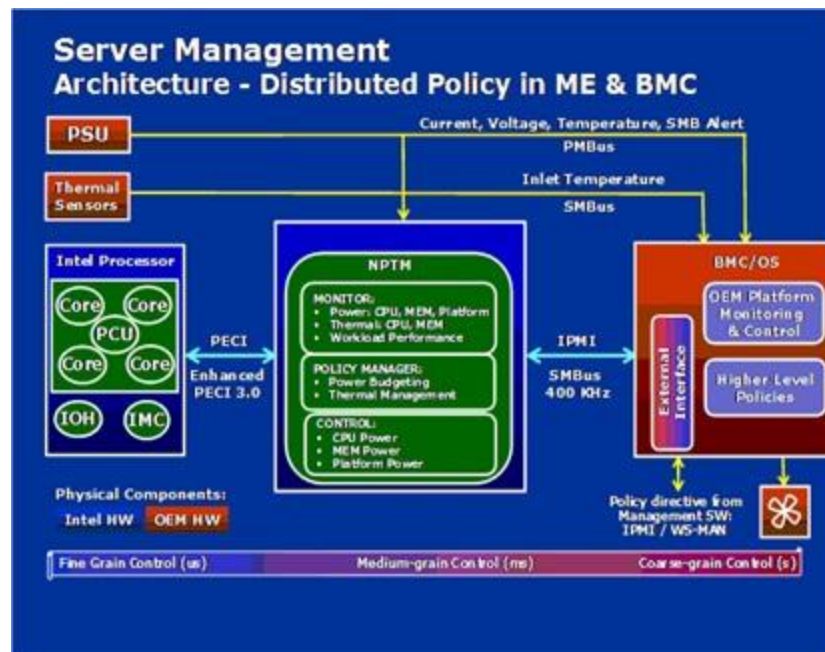 Server Management
Architecture - Distributed Policy in ME & BMC
PSU
Current, Voltage, Temperature, SMB Alert
PMBus
Thermal
Sensors
Inlet Temperature
SMBus
Intel Processor
Core
Core
PCU
Core
Core
IOH
IMC
PECI
Enhanced
PECI 3.0
NPTM
MONITOR:
• Power: CPU, MEM, Platform
• Thermal: CPU, MEM
• Workload Performance
POLICY MANAGER:
• Power Budgeting
• Thermal Management
CONTROL:
• CPU Power
• MEM Power
• Platform Power
IPMI
SMBus
400 KHz
BMC/OS
OEM Platform
Monitoring
& Control
External
Interface
Higher Level
Policies
Policy directive from
Management SW:
IPMI / WS-MAN
Physical Components:
Intel HW
OEM HW
Fine Grain Control (us)
Medium-grain Control (ms)
Coarse-grain Control (s)